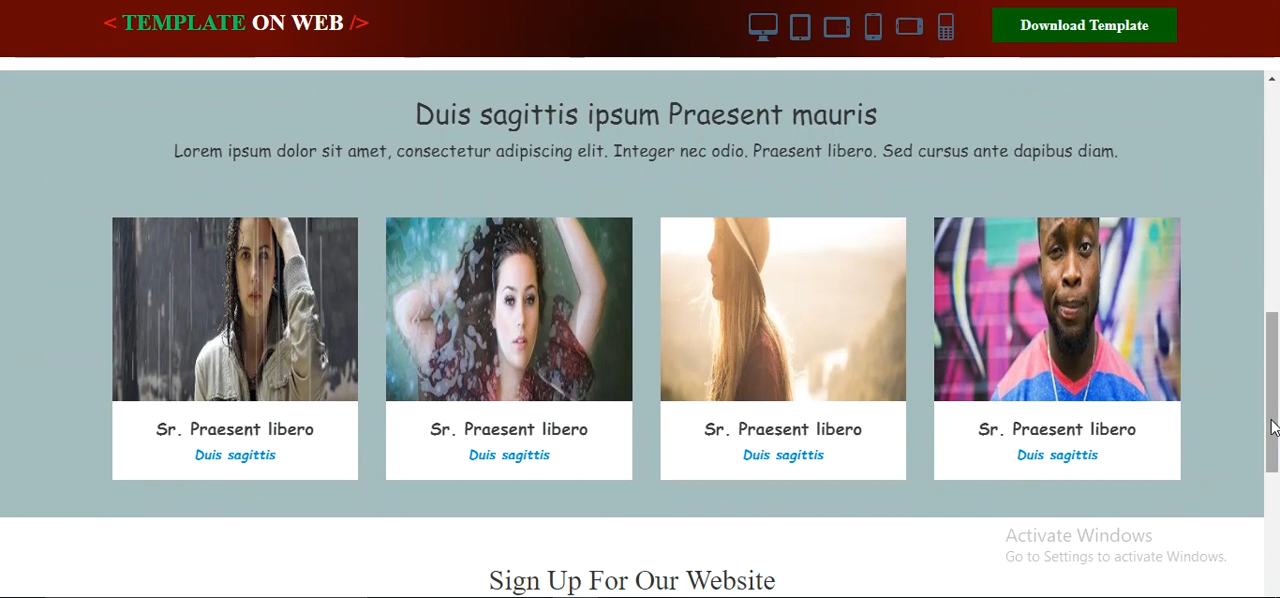 < TEMPLATE ON WEB />
Download Template
Duis sagittis ipsum Praesent mauris
Lorem ipsum dolor sit amet, consectetur adipiscing elit. Integer nec odio. Praesent libero. Sed cursus ante dapibus diam.
Sr. Praesent libero
Duis sagittis
Sr. Praesent libero
Duis sagittis
Sr. Praesent libero
Duis sagittis
Sr. Praesent libero
Duis sagittis
Activate Windows
Go to Settings to activate Windows.
Sign Up For Our Website